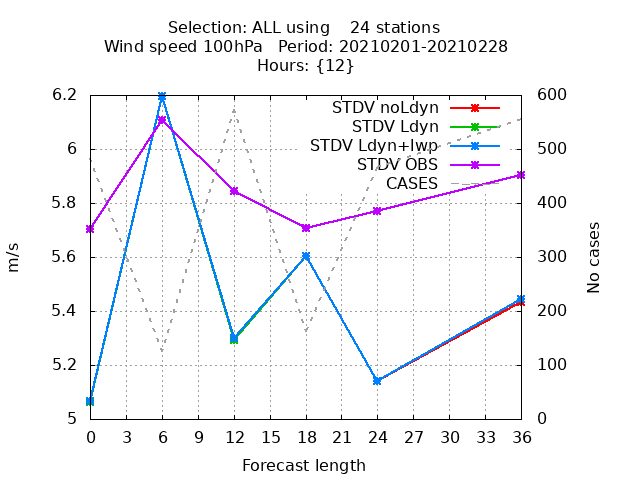 Selection: ALL using    24 stations
Wind speed 100hPa   Period: 20210201-20210228
Hours: {12}
6.2
6
5.8
5.6
5.4
5.2
5
m/s
STDV noLdyn
STDV Ldyn
STDV Ldyn+lwp
STDV OBS
CASES
600
500
400
300
200
100
0
No cases
0 3 6 9 12 15 18 21 24 27 30 33 36
Forecast length